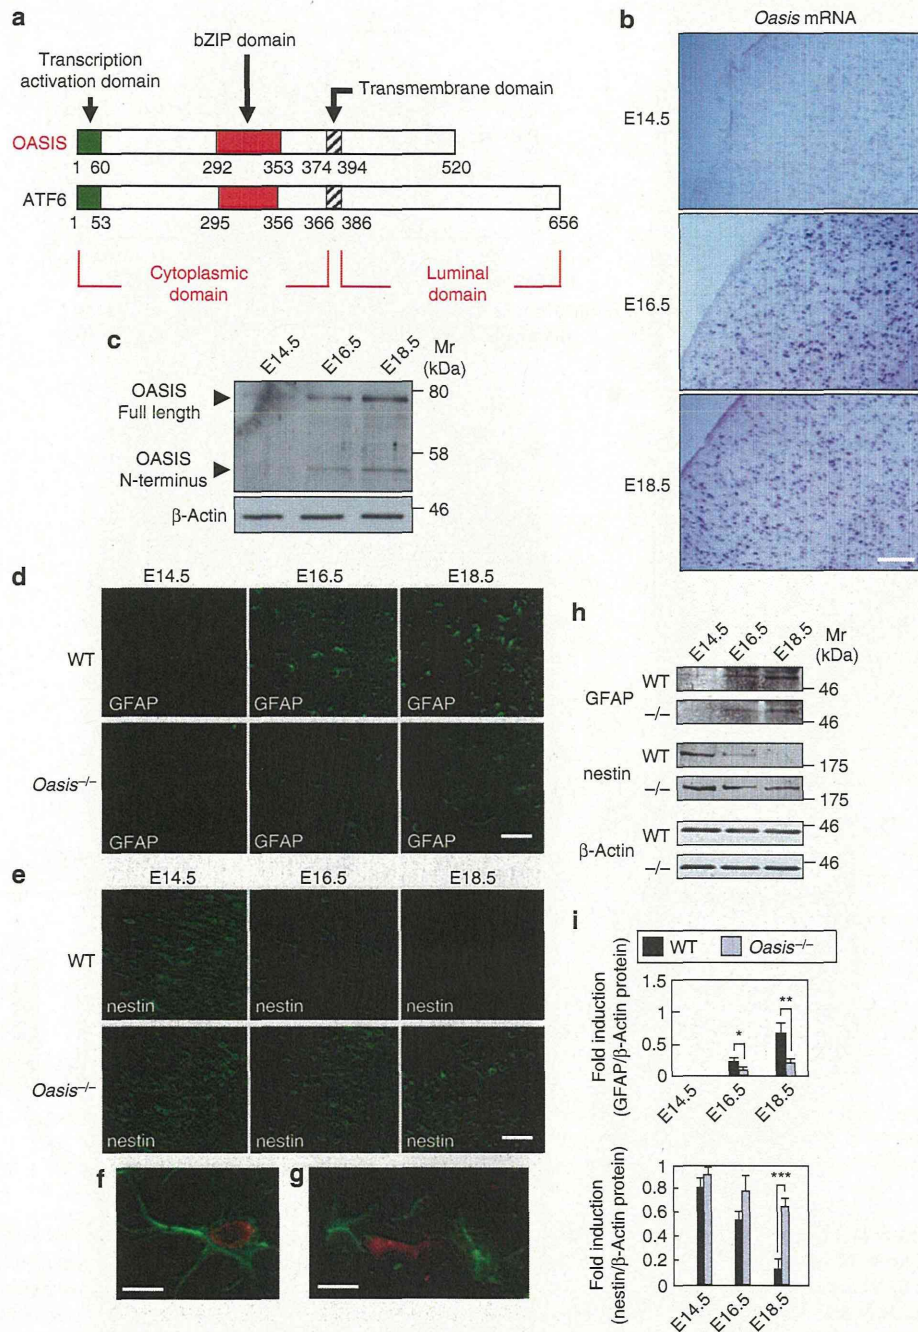 a
bZIP domain
Transcription
activation domain
Transmembrane domain
OASIS
1 60 292 353 374 394 520
ATF6
1 53 295 356 366 386 656
Cytoplasmic
domain
Luminal
domain
b
Oasis mRNA
E14.5
E16.5
E18.5
c
E14.5 E16.5 E18.5 Mr
(kDa)
OASIS
Full length
80
58
OASIS
N-terminus
46
β-Actin
d
E14.5 E16.5 E18.5
WT
GFAP GFAP GFAP
Oasis–/–
GFAP GFAP GFAP
e
E14.5 E16.5 E18.5
WT
nestin nestin nestin
Oasis–/–
nestin nestin nestin
f
g
h
E14.5 E16.5 E18.5 Mr
(kDa)
GFAP
WT
46
–/–
46
nestin
WT
175
–/–
175
β-Actin
WT
46
–/–
46
i
WT Oasis–/–
Fold induction
(GFAP/β-Actin protein)
1.5
1
0.5
0
*
**
E14.5 E16.5 E18.5
Fold induction
(nestin/β-Actin protein)
1
0.8
0.6
0.4
0.2
0
***
E14.5 E16.5 E18.5